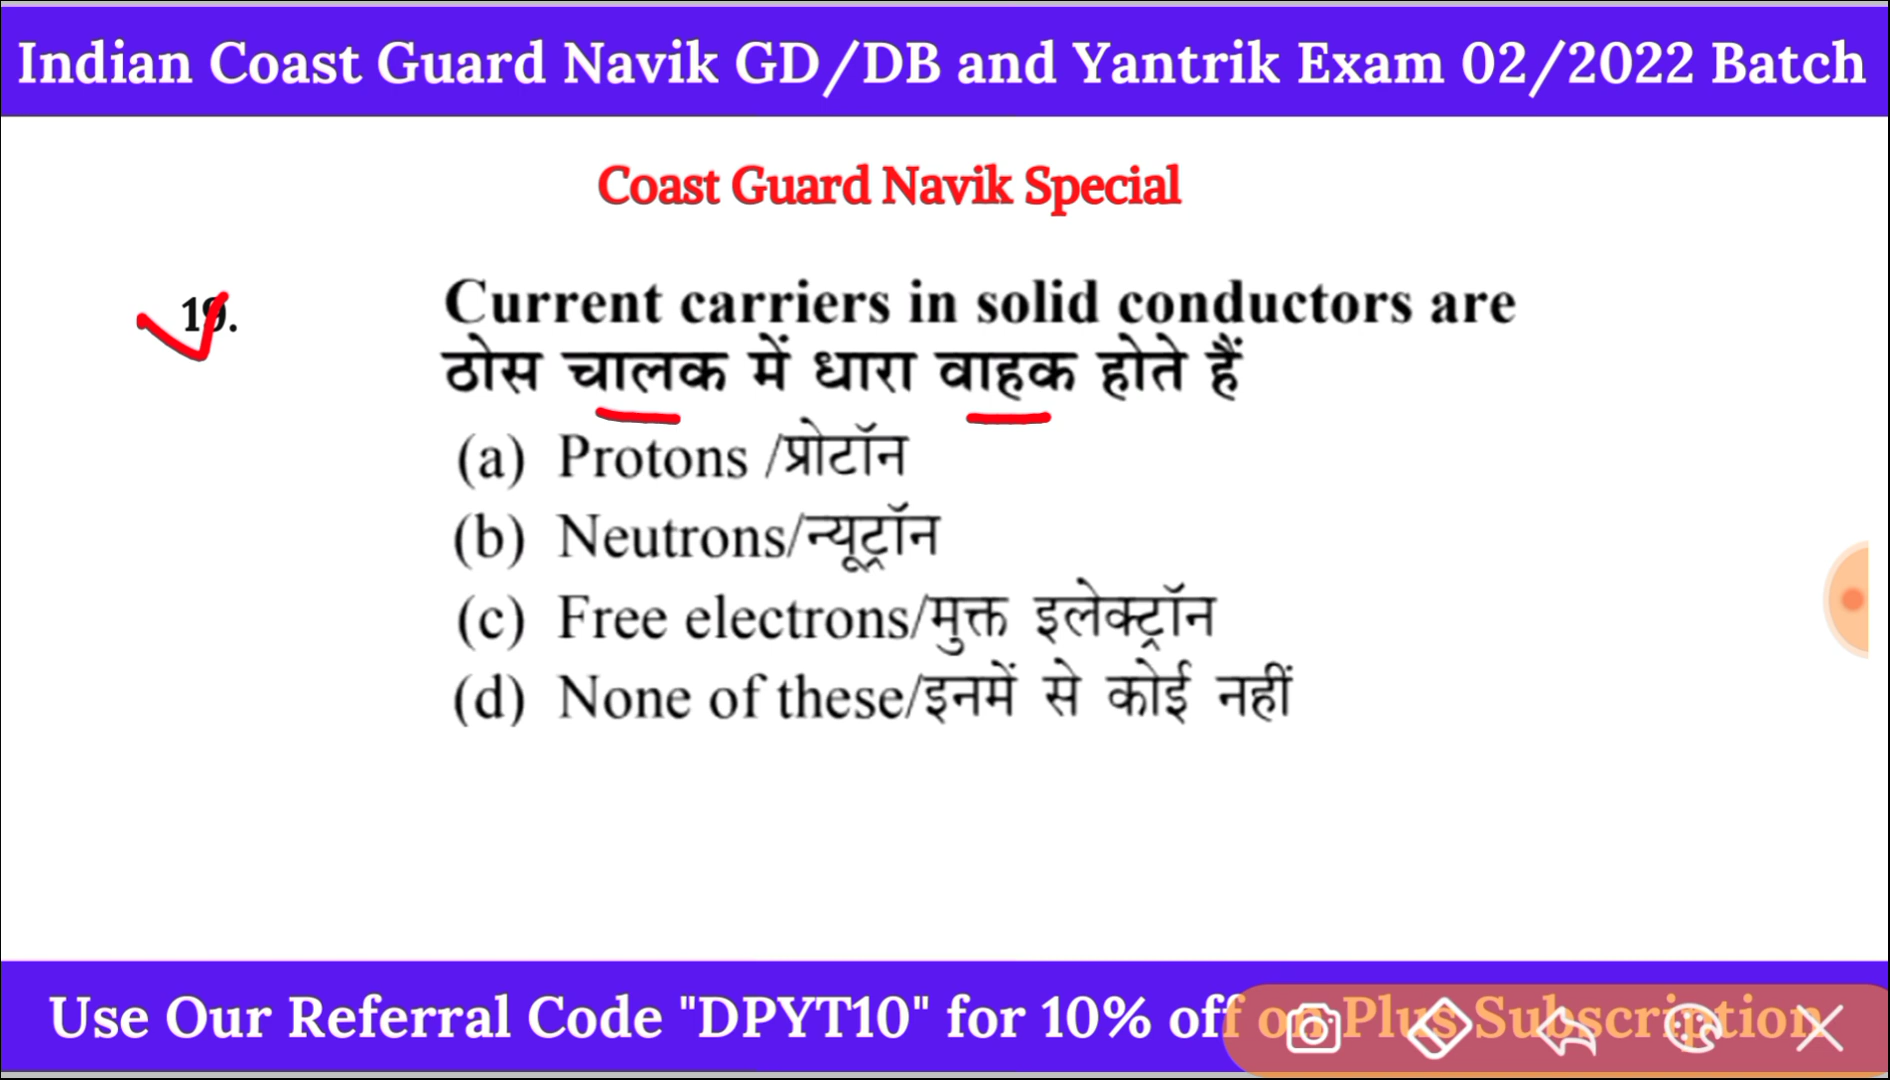 Indian Coast Guard Navik GD/DB and Yantrik Exam 02/2022 Batch
Coast Guard Navik Special
19. Current carriers in solid conductors are
ठोस चालक में धारा वाहक होते हैं
(a) Protons /प्रोटॉन
(b) Neutrons/न्यूट्रॉन
(c) Free electrons/मुक्त इलेक्ट्रॉन
(d) None of these/इनमें से कोई नहीं
Use Our Referral Code "DPYT10" for 10% off on Plus Subscription